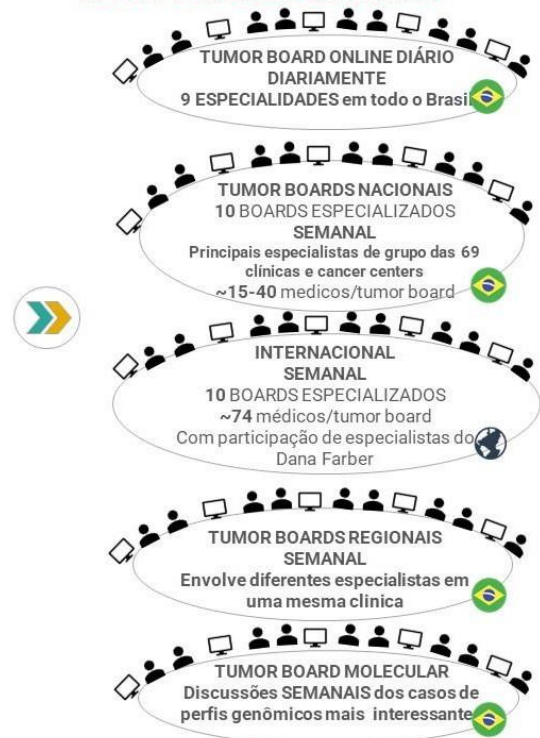 TUMOR BOARD ONLINE DIÁRIO
DIARIAMENTE
9 ESPECIALIDADES em todo o Brasil
TUMOR BOARDS NACIONAIS
10 BOARDS ESPECIALIZADOS
SEMANAL
Principais especialistas de grupo das 69
clínicas e cancer centers
~15-40 medicos/tumor board
INTERNACIONAL
SEMANAL
10 BOARDS ESPECIALIZADOS
~74 médicos/tumor board
Com participação de especialistas do
Dana Farber
TUMOR BOARDS REGIONAIS
SEMANAL
Envolve diferentes especialistas em
uma mesma clinica
TUMOR BOARD MOLECULAR
Discussões SEMANAIS dos casos de
perfis genômicos mais interessante